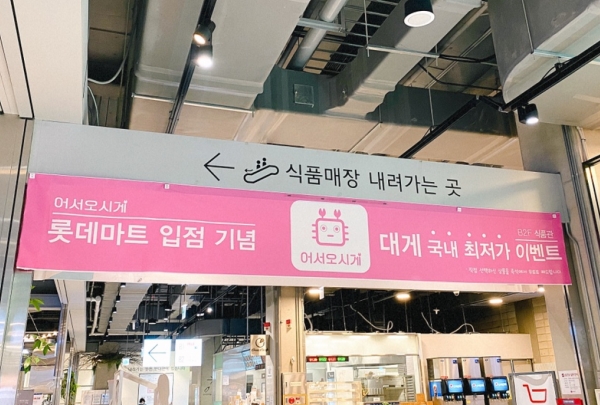 ← 식품매장 내려가는 곳
어서오시게
롯데마트 입점 기념
어서오시게
B2F 식품관
대게 국내 최저가 이벤트